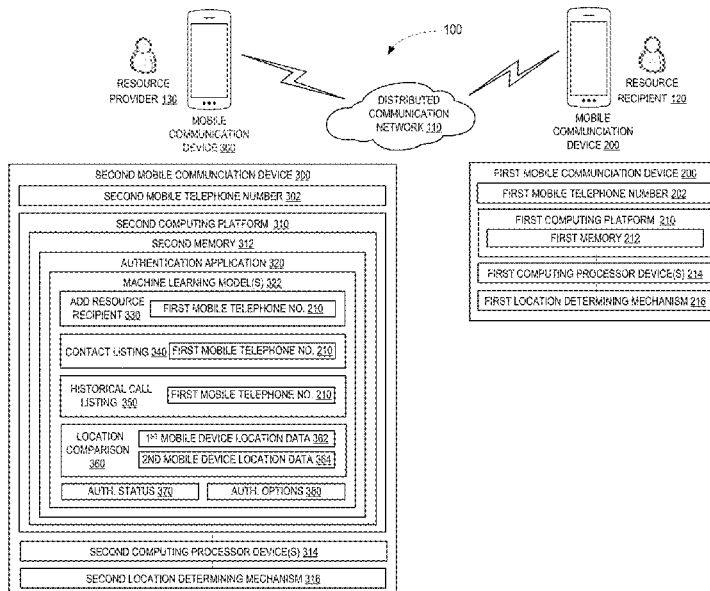 100
RESOURCE
PROVIDER 130
MOBILE
COMMUNICATION
DEVICE 300
DISTRIBUTED
COMMUNICATION
NETWORK 110
RESOURCE
RECIPIENT 120
MOBILE
COMMUNCIATION
DEVICE 200
SECOND MOBILE COMMUNCIATION DEVICE 300
SECOND MOBILE TELEPHONE NUMBER 302
SECOND COMPUTING PLATFORM 310
SECOND MEMORY 312
AUTHENTICATION APPLICATION 320
MACHINE LEARNING MODEL(S) 322
ADD RESOURCE
RECIPIENT 330
FIRST MOBILE TELEPHONE NO. 210
CONTACT LISTING 340
FIRST MOBILE TELEPHONE NO. 210
HISTORICAL CALL
LISTING 350
FIRST MOBILE TELEPHONE NO. 210
LOCATION
COMPARISON
360
1ST MOBILE DEVICE LOCATION DATA 362
2ND MOBILE DEVICE LOCATION DATA 364
AUTH. STATUS 370
AUTH. OPTIONS 380
SECOND COMPUTING PROCESSOR DEVICE(S) 314
SECOND LOCATION DETERMINING MECHANISM 316
FIRST MOBILE COMMUNCIATION DEVICE 200
FIRST MOBILE TELEPHONE NUMBER 202
FIRST COMPUTING PLATFORM 210
FIRST MEMORY 212
FIRST COMPUTING PROCESSOR DEVICE(S) 214
FIRST LOCATION DETERMINING MECHANISM 216